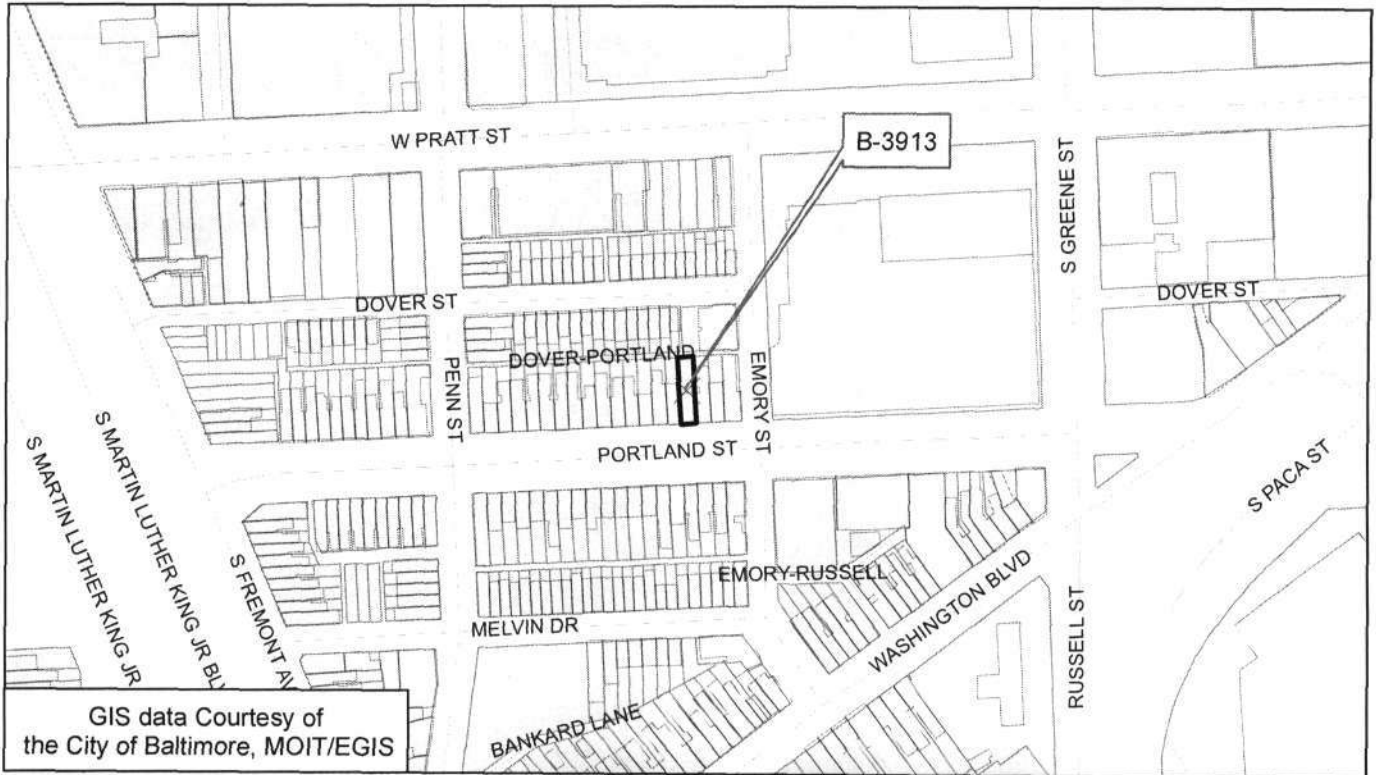 W PRATT ST
B-3913
S GREENE ST
DOVER ST
DOVER ST
DOVER-PORTLAND
PENN ST
EMORY ST
PORTLAND ST
S MARTIN LUTHER KING JR
S MARTIN LUTHER KING JR
S FREMONT
S PACA ST
EMORY-RUSSELL
WASHINGTON BLVD
MELVIN DR
RUSSELL ST
BANKARD LANE
GIS data Courtesy of
the City of Baltimore, MOIT/EGIS